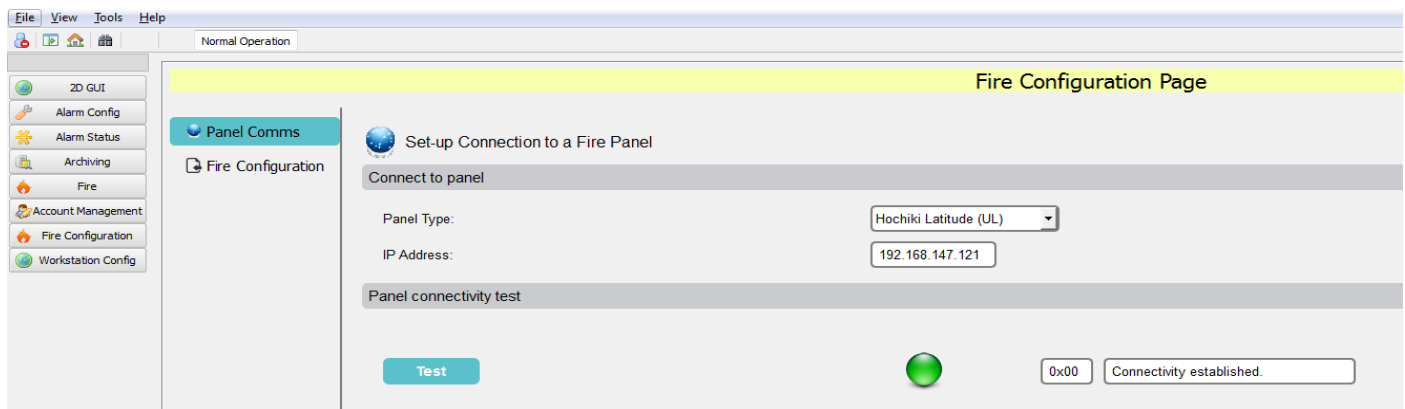 File View Tools Help
Normal Operation
2D GUI
Alarm Config
Alarm Status
Archiving
Fire
Account Management
Fire Configuration
Workstation Config
Fire Configuration Page
Panel Comms
Fire Configuration
Set-up Connection to a Fire Panel
Connect to panel
Panel Type: Hochiki Latitude (UL)
IP Address: 192.168.147.121
Panel connectivity test
Test 0x00 Connectivity established.